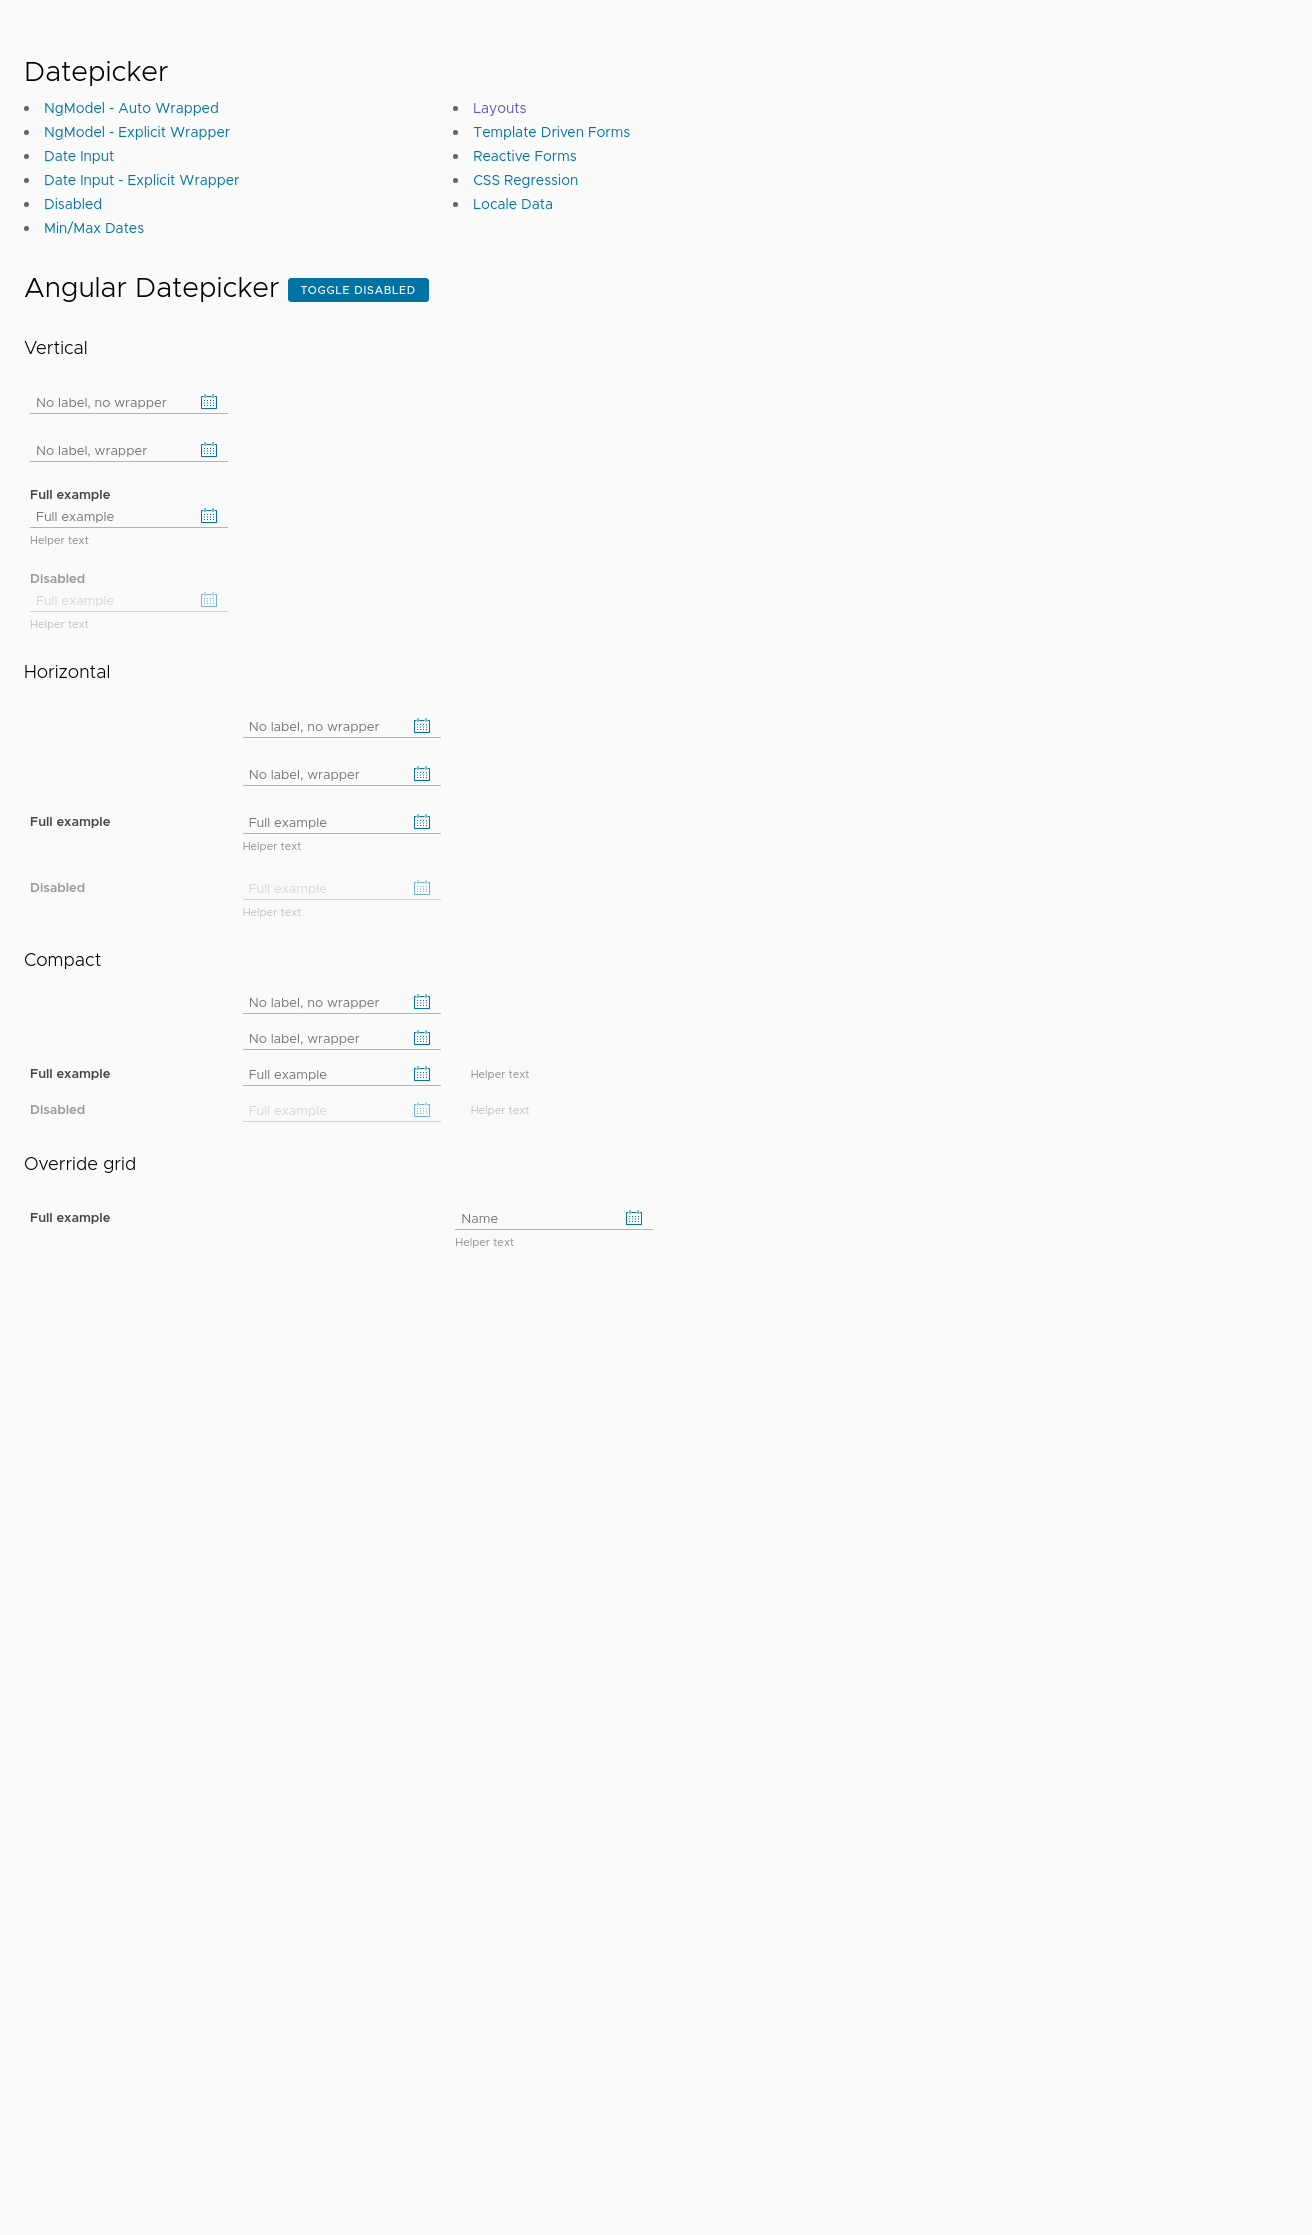 Datepicker
NgModel - Auto Wrapped
NgModel - Explicit Wrapper
Date Input
Date Input - Explicit Wrapper
Disabled
Min/Max Dates
Layouts
Template Driven Forms
Reactive Forms
CSS Regression
Locale Data
Angular Datepicker TOGGLE DISABLED
Vertical
No label, no wrapper
No label, wrapper
Full example
Full example
Helper text
Disabled
Full example
Helper text
Horizontal
No label, no wrapper
No label, wrapper
Full example Full example
Helper text
Disabled Full example
Helper text
Compact
No label, no wrapper
No label, wrapper
Full example Full example Helper text
Disabled Full example Helper text
Override grid
Full example Name
Helper text